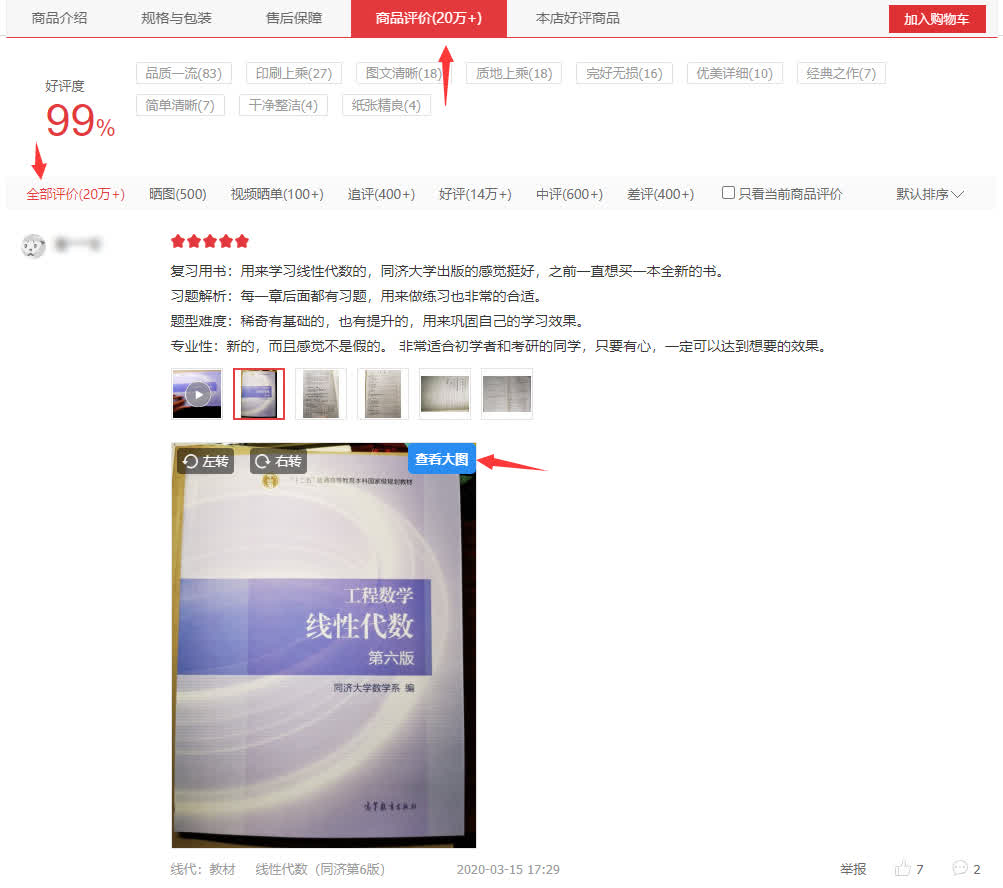 商品介绍 规格与包装 售后保障 商品评价(20万+) 本店好评商品 加入购物车
好评度
99%
品质一流(83) 印刷上乘(27) 图文清晰(18) 质地上乘(18) 完好无损(16) 优美详细(10) 经典之作(7)
简单清晰(7) 干净整洁(4) 纸张精良(4)
全部评价(20万+) 晒图(500) 视频晒单(100+) 追评(400+) 好评(14万+) 中评(600+) 差评(400+) 只看当前商品评价 默认排序
复习用书：用来学习线性代数的，同济大学出版的感觉挺好，之前一直想买一本全新的书。
习题解析：每一章后面都有习题，用来做练习也非常的合适。
题型难度：稀奇有基础的，也有提升的，用来巩固自己的学习效果。
专业性：新的，而且感觉不是假的。 非常适合初学者和考研的同学，只要有心，一定可以达到想要的效果。
左转 右转 查看大图
"十二五"普通高等教育本科国家级规划教材
工程数学
线性代数
第六版
同济大学数学系 编
高等教育出版社
线代：教材 线性代数（同济第6版） 2020-03-15 17:29 举报 7 2